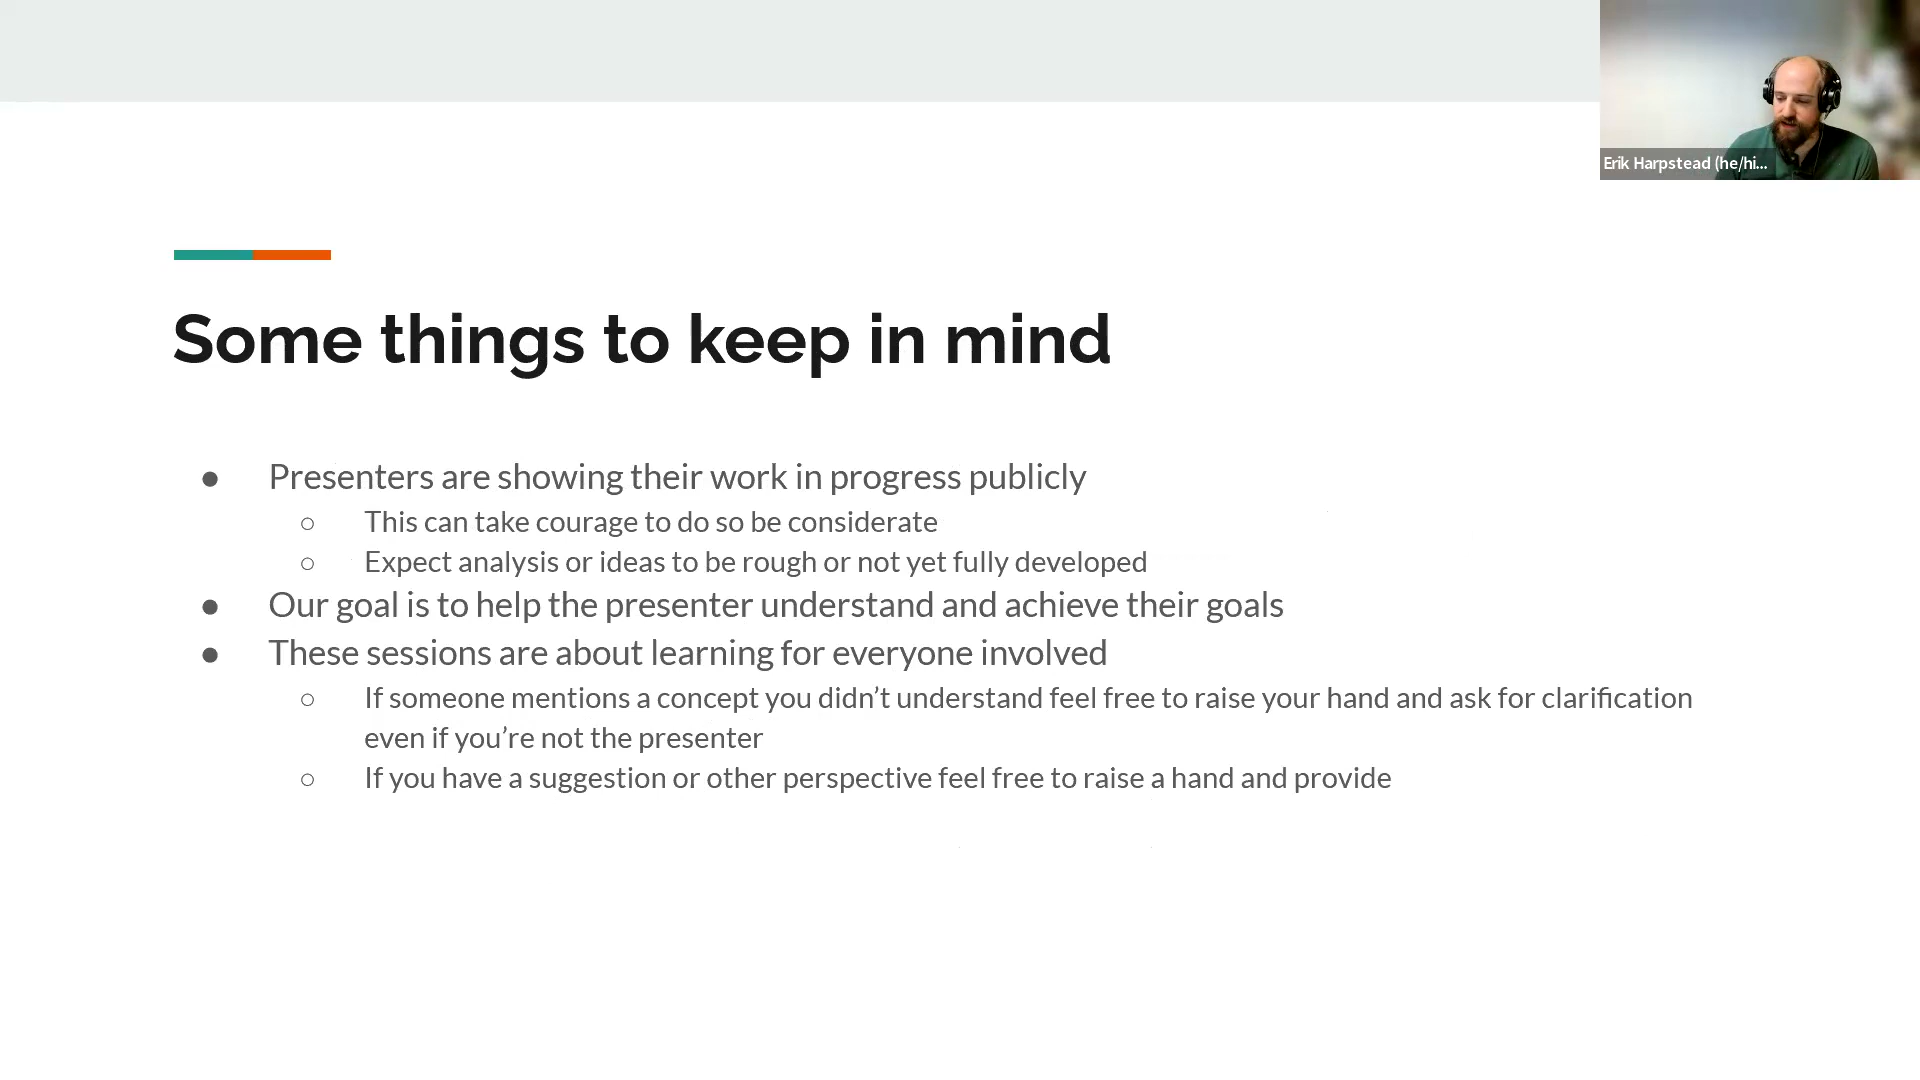 Erik Harpstead (he/hi...
Some things to keep in mind
● Presenters are showing their work in progress publicly
○ This can take courage to do so be considerate
○ Expect analysis or ideas to be rough or not yet fully developed
● Our goal is to help the presenter understand and achieve their goals
● These sessions are about learning for everyone involved
○ If someone mentions a concept you didn’t understand feel free to raise your hand and ask for clarification
even if you’re not the presenter
○ If you have a suggestion or other perspective feel free to raise a hand and provide